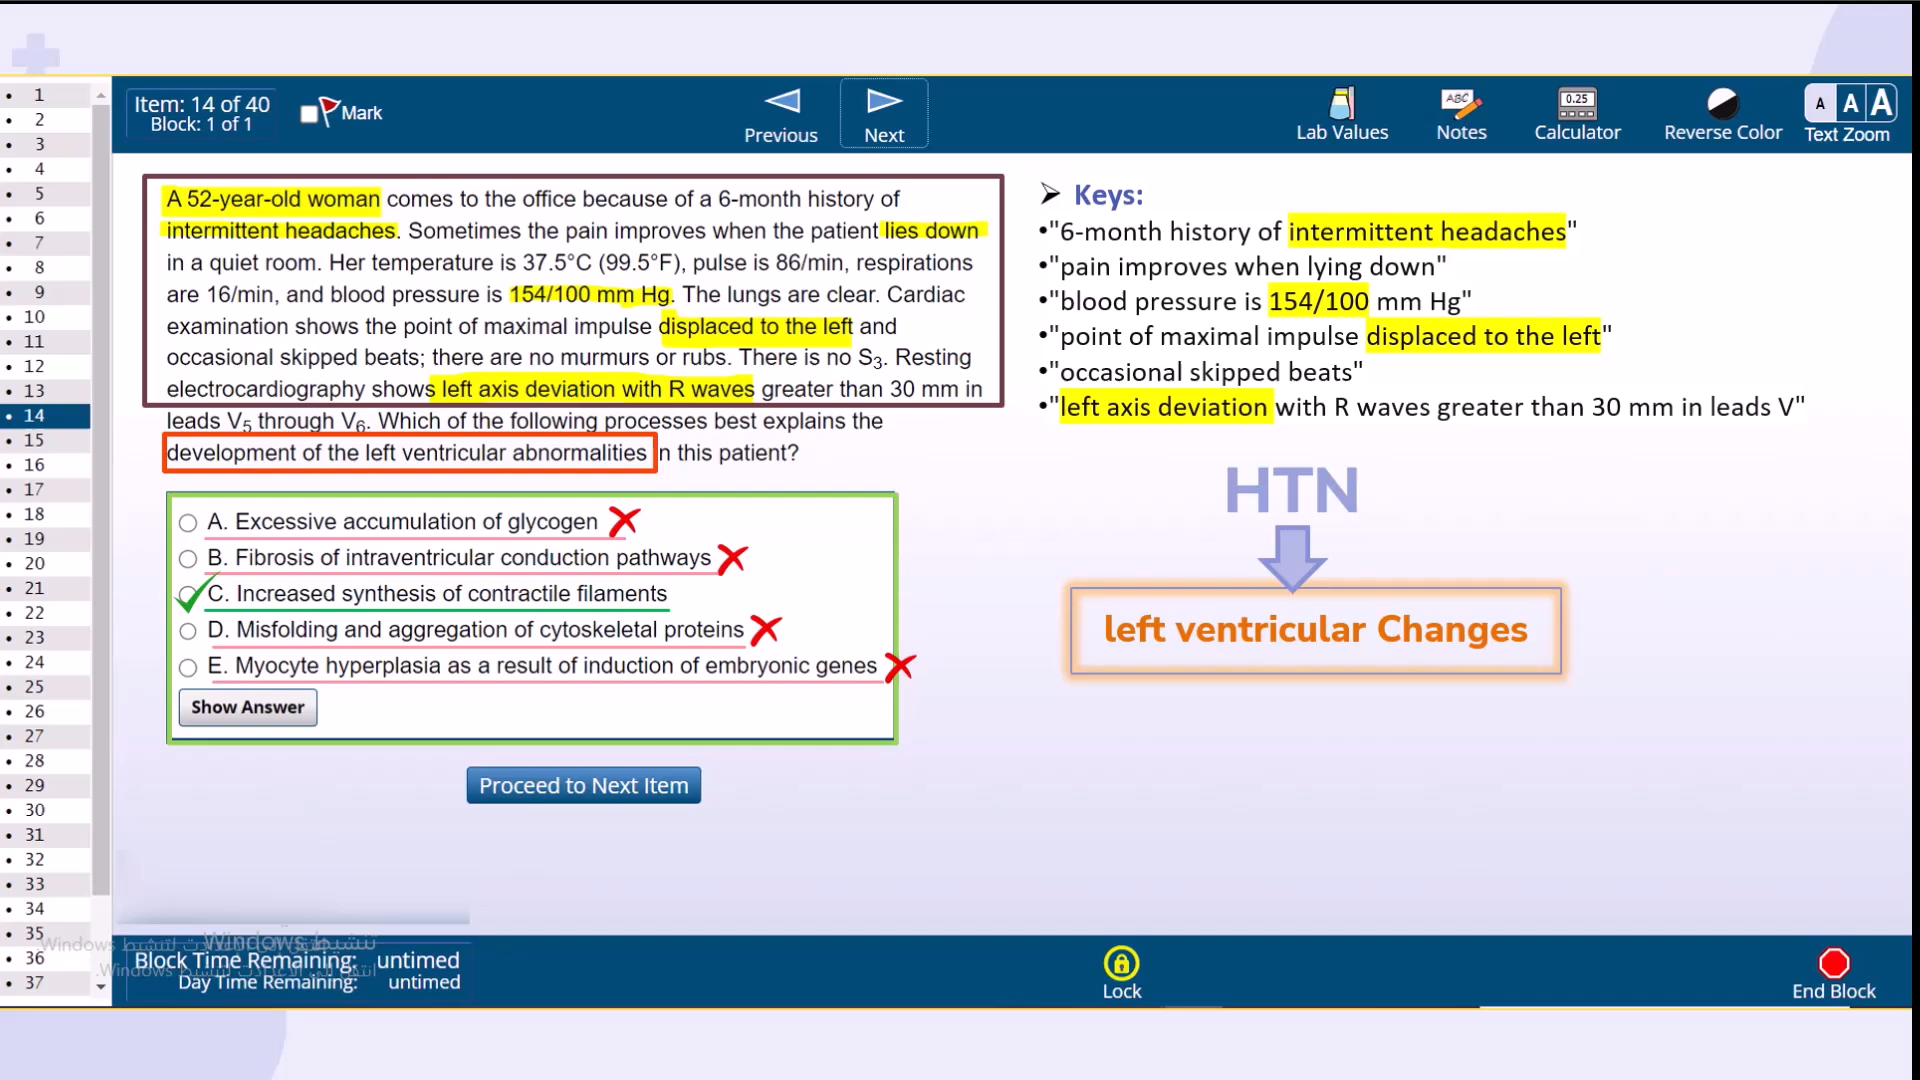 1
2
3
4
5
6
7
8
9
10
11
12
13
14
15
16
17
18
19
20
21
22
23
24
25
26
27
28
29
30
31
32
33
34
35
36
37
Item: 14 of 40
Block: 1 of 1
Mark
Previous
Next
Lab Values
ABC
Notes
0.25
Calculator
Reverse Color
A A A
Text Zoom
A 52-year-old woman comes to the office because of a 6-month history of
intermittent headaches. Sometimes the pain improves when the patient lies down
in a quiet room. Her temperature is 37.5°C (99.5°F), pulse is 86/min, respirations
are 16/min, and blood pressure is 154/100 mm Hg. The lungs are clear. Cardiac
examination shows the point of maximal impulse displaced to the left and
occasional skipped beats; there are no murmurs or rubs. There is no S3. Resting
electrocardiography shows left axis deviation with R waves greater than 30 mm in
leads V5 through V6. Which of the following processes best explains the
development of the left ventricular abnormalities in this patient?
A. Excessive accumulation of glycogen
B. Fibrosis of intraventricular conduction pathways
C. Increased synthesis of contractile filaments
D. Misfolding and aggregation of cytoskeletal proteins
E. Myocyte hyperplasia as a result of induction of embryonic genes
Show Answer
Proceed to Next Item
➢ Keys:
•"6-month history of intermittent headaches"
•"pain improves when lying down"
•"blood pressure is 154/100 mm Hg"
•"point of maximal impulse displaced to the left"
•"occasional skipped beats"
•"left axis deviation with R waves greater than 30 mm in leads V"
HTN
left ventricular Changes
تنشيط Windows
انتقل إلى الإعدادات لتنشيط Windows.
Block Time Remaining: untimed
Day Time Remaining: untimed
Lock
End Block